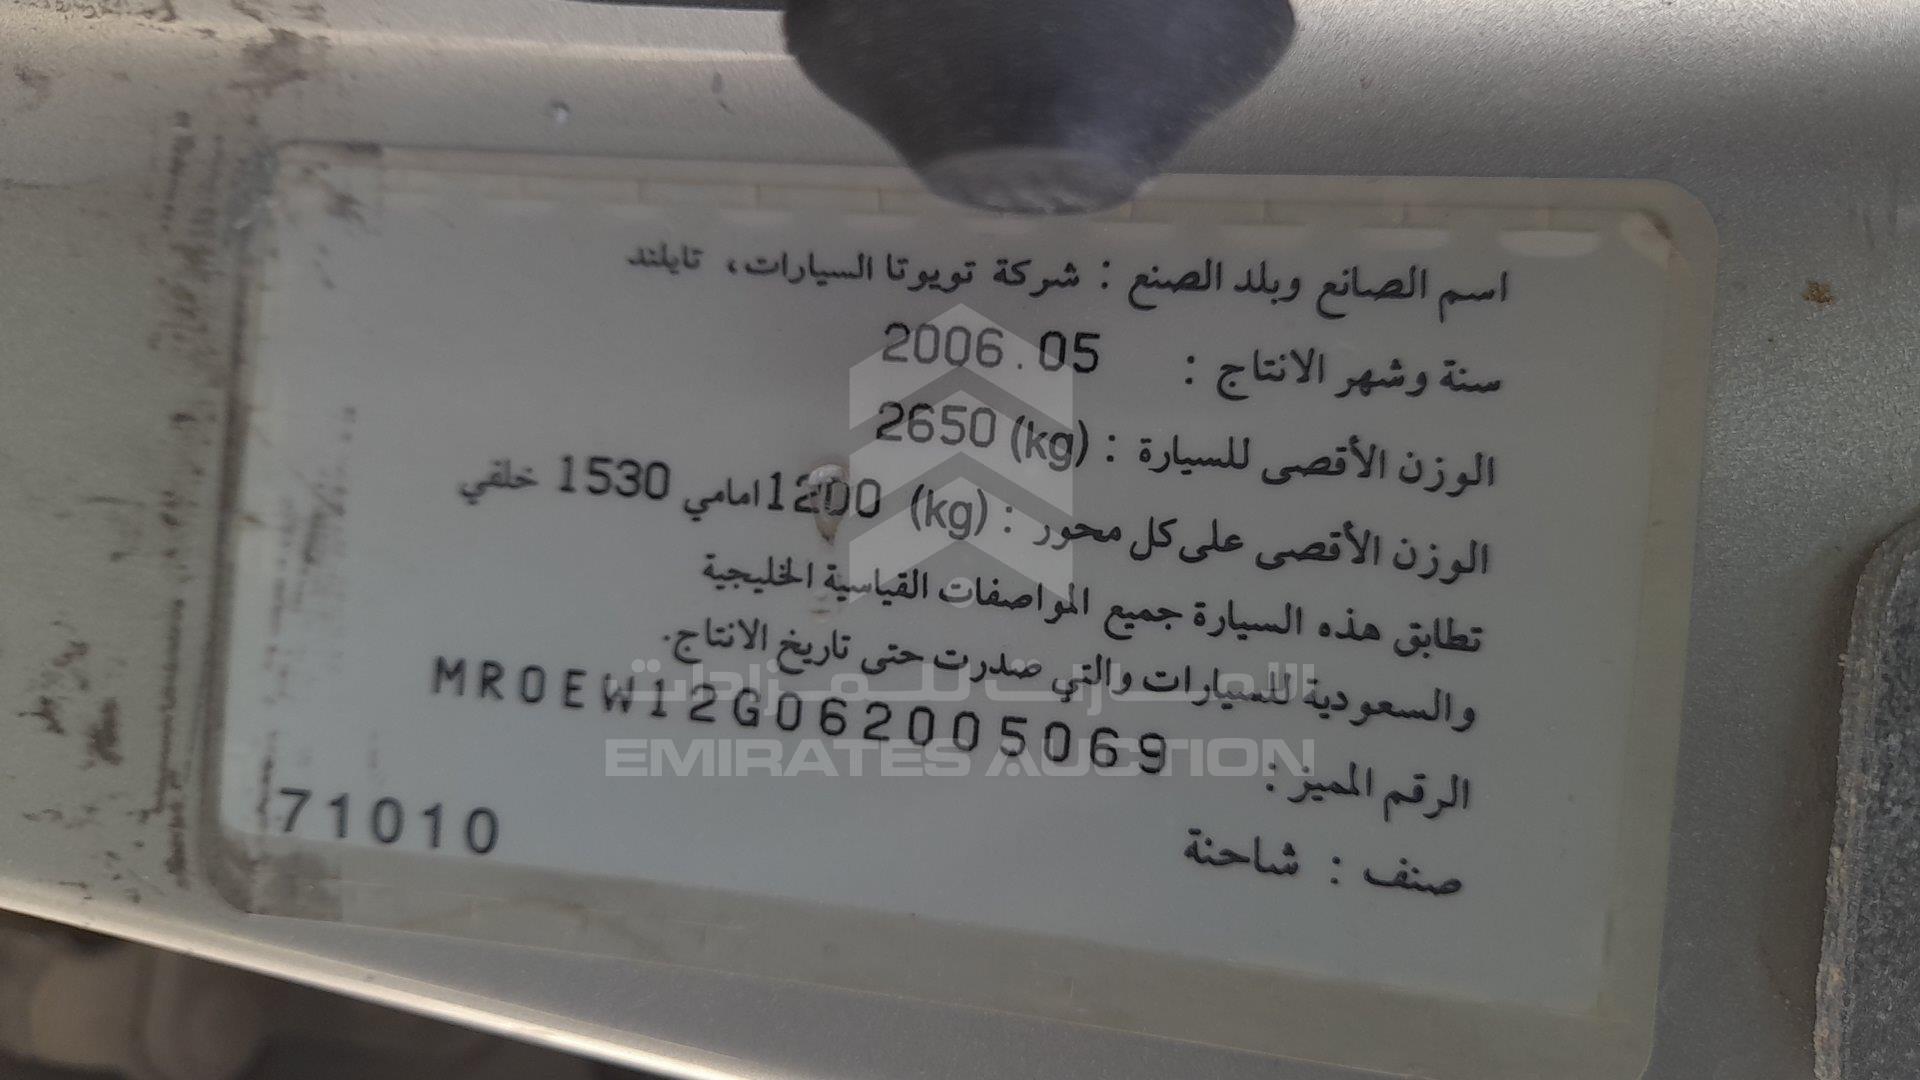 اسم الصانع وبلد الصنع : شركة تويوتا السيارات، تايلند
سنة وشهر الانتاج : 2006.05
الوزن الأقصى للسيارة : (kg) 2650
الوزن الأقصى على كل محور : (kg) 1200 امامي 1530 خلفي
تطابق هذه السيارة جميع المواصفات القياسية الخليجية
والسعودية للسيارات والتي صدرت حتى تاريخ الانتاج.
الرقم المميز : MR0EW12G062005069
صنف : شاحنة 71010
الإمارات للمزادات
EMIRATES AUCTION